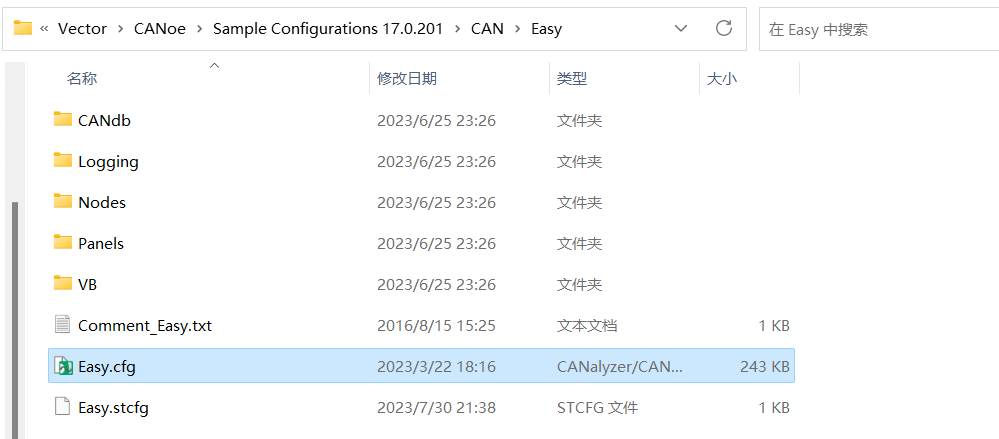 « Vector › CANoe › Sample Configurations 17.0.201 › CAN › Easy 在 Easy 中搜索
名称 修改日期 类型 大小
CANdb 2023/6/25 23:26 文件夹
Logging 2023/6/25 23:26 文件夹
Nodes 2023/6/25 23:26 文件夹
Panels 2023/6/25 23:26 文件夹
VB 2023/6/25 23:26 文件夹
Comment_Easy.txt 2016/8/15 15:25 文本文档 1 KB
Easy.cfg 2023/3/22 18:16 CANalyzer/CAN... 243 KB
Easy.stcfg 2023/7/30 21:38 STCFG 文件 1 KB